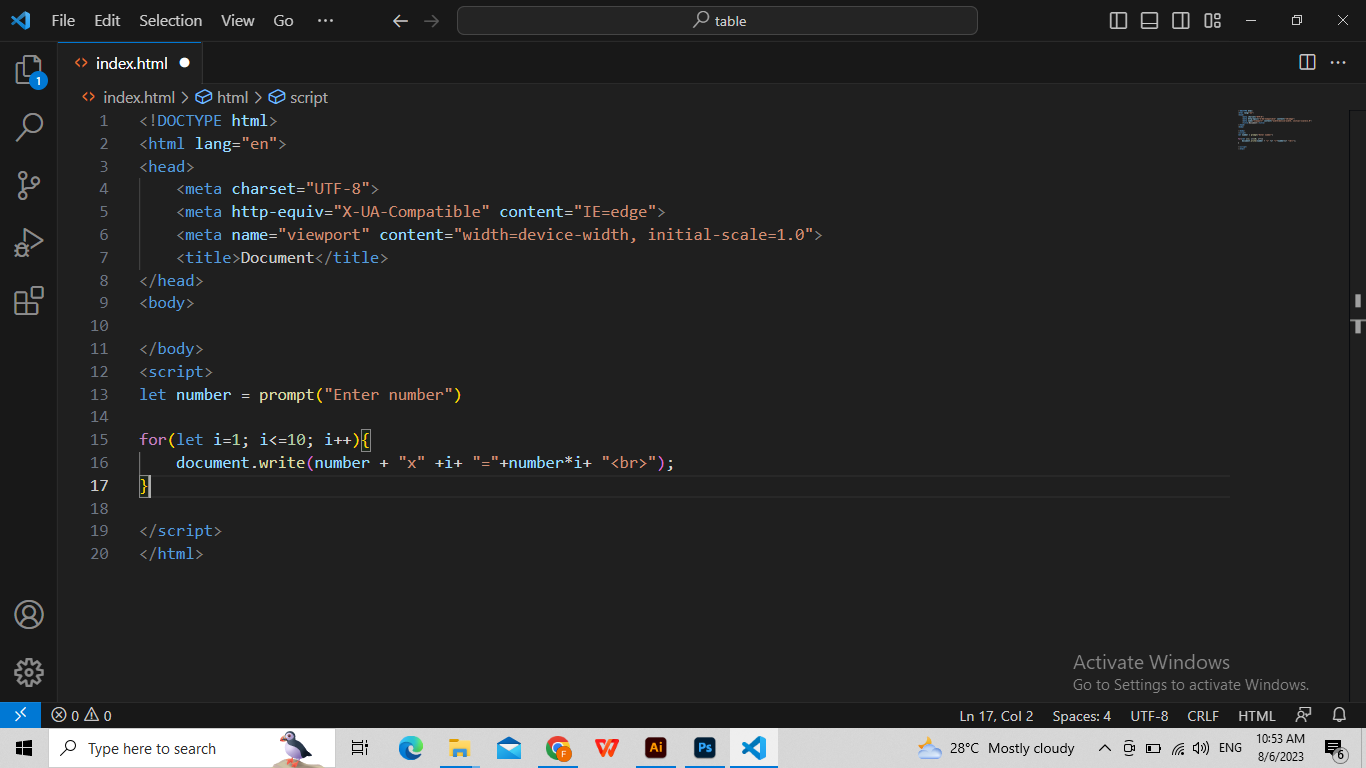 File Edit Selection View Go ··· table
index.html
index.html > html > script
1 <!DOCTYPE html>
2 <html lang="en">
3 <head>
4     <meta charset="UTF-8">
5     <meta http-equiv="X-UA-Compatible" content="IE=edge">
6     <meta name="viewport" content="width=device-width, initial-scale=1.0">
7     <title>Document</title>
8 </head>
9 <body>
10
11 </body>
12 <script>
13 let number = prompt("Enter number")
14
15 for(let i=1; i<=10; i++){
16     document.write(number + "x" +i+ "="+number*i+ "<br>");
17 }
18
19 </script>
20 </html>
1
Activate Windows
Go to Settings to activate Windows.
0 0 Ln 17, Col 2 Spaces: 4 UTF-8 CRLF HTML
Type here to search F W Ai Ps 28°C Mostly cloudy ENG 10:53 AM
8/6/2023 6